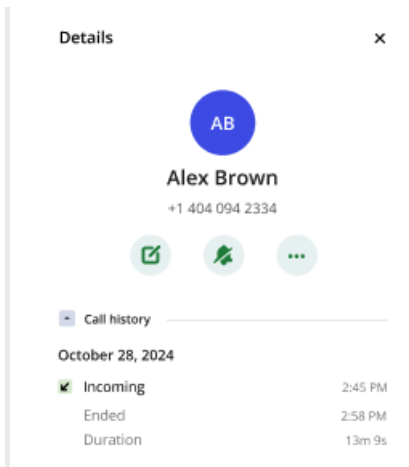 Details
AB
Alex Brown
+1 404 094 2334
Call history
October 28, 2024
Incoming 2:45 PM
Ended 2:58 PM
Duration 13m 9s